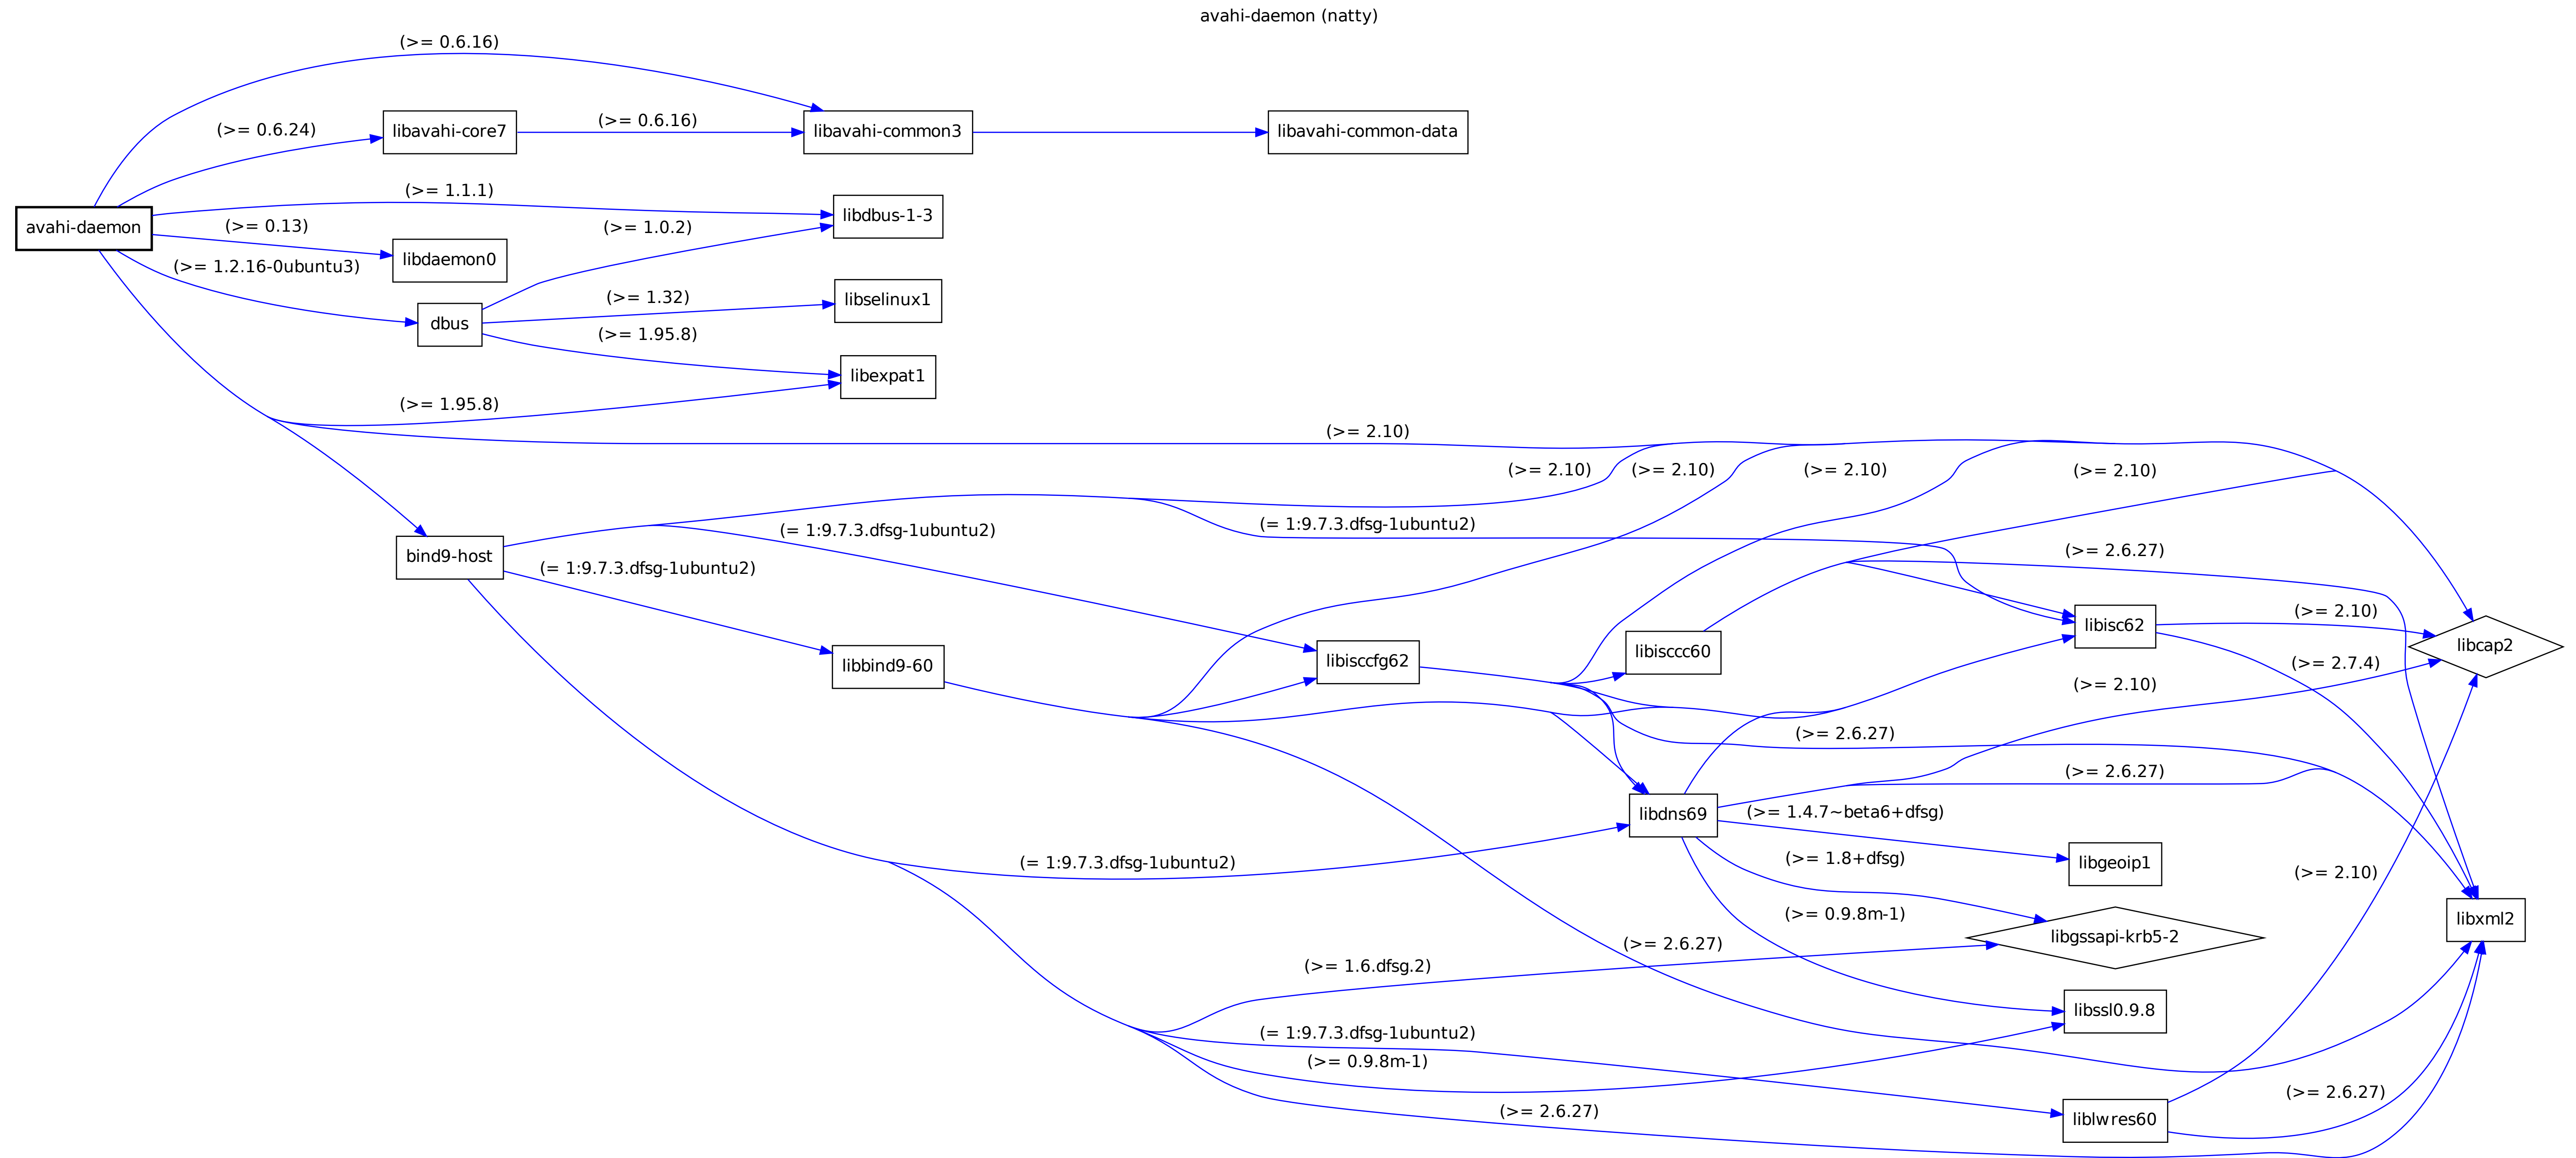 avahi-daemon (natty)
(>= 0.6.16)
(>= 0.6.24)
libavahi-core7
(>= 0.6.16)
libavahi-common3
libavahi-common-data
(>= 1.1.1)
libdbus-1-3
avahi-daemon
(>= 0.13)
(>= 1.0.2)
libdaemon0
(>= 1.2.16-0ubuntu3)
(>= 1.32)
libselinux1
dbus
(>= 1.95.8)
libexpat1
(>= 1.95.8)
(>= 2.10)
(>= 2.10)
(>= 2.10)
(>= 2.10)
(>= 2.10)
(= 1:9.7.3.dfsg-1ubuntu2)
(= 1:9.7.3.dfsg-1ubuntu2)
(>= 2.6.27)
bind9-host
(= 1:9.7.3.dfsg-1ubuntu2)
(>= 2.10)
libisc62
libcap2
libbind9-60
libisccfg62
libisccc60
(>= 2.7.4)
(>= 2.10)
(>= 2.6.27)
(>= 2.6.27)
libdns69
(>= 1.4.7~beta6+dfsg)
(= 1:9.7.3.dfsg-1ubuntu2)
(>= 1.8+dfsg)
libgeoip1
(>= 2.10)
(>= 0.9.8m-1)
libxml2
libgssapi-krb5-2
(>= 2.6.27)
(>= 1.6.dfsg.2)
libssl0.9.8
(= 1:9.7.3.dfsg-1ubuntu2)
(>= 0.9.8m-1)
(>= 2.6.27)
(>= 2.6.27)
liblwres60